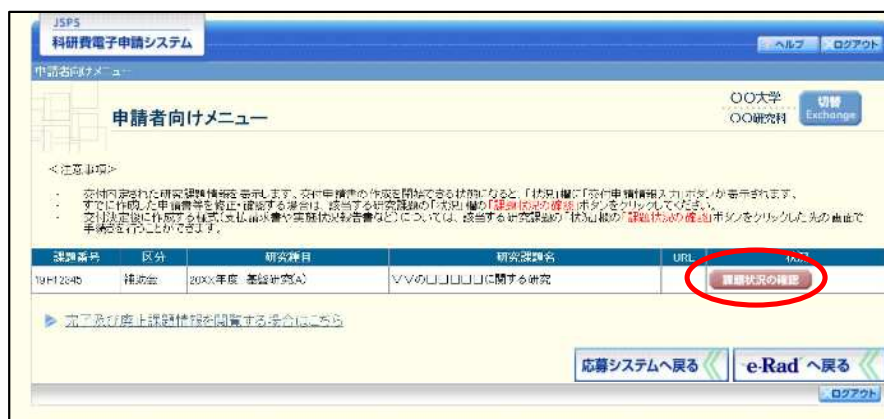 JSPS
科研費電子申請システム
ヘルプ ログアウト
申請者向けメニュー
〇〇大学
申請者向けメニュー
〇〇研究科
切替
Exchange
<注意事項>
・ 交付内定された研究課題情報を表示します。交付申請書の作成を開始できる状態になると、「状況」欄に「交付申請情報入力」ボタンが表示されます。
・ すでに作成した申請書等を修正・確認する場合は、該当する研究課題の「状況」欄の「課題状況の確認」ボタンをクリックしてください。
・ 交付決定後に作成する様式(支払請求書や実施状況報告書など)については、該当する研究課題の「状況」欄の「課題状況の確認」ボタンをクリックした先の画面で
手続きを行うことができます。
課題番号 区分 研究種目 研究課題名 URL 状況
19H12345 補助金 20XX年度 基盤研究(A) ▽▽の□□□□□に関する研究 課題状況の確認
完了及び廃止課題情報を閲覧する場合はこちら
応募システムへ戻る e-Rad へ戻る
ログアウト